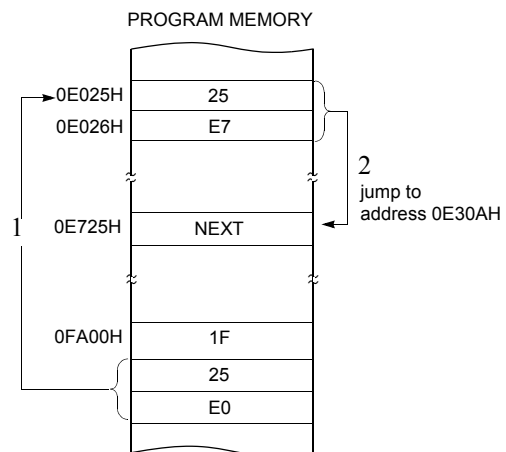 PROGRAM MEMORY
0E025H 25
0E026H E7
2
jump to
address 0E30AH
1 0E725H NEXT
0FA00H 1F
25
E0